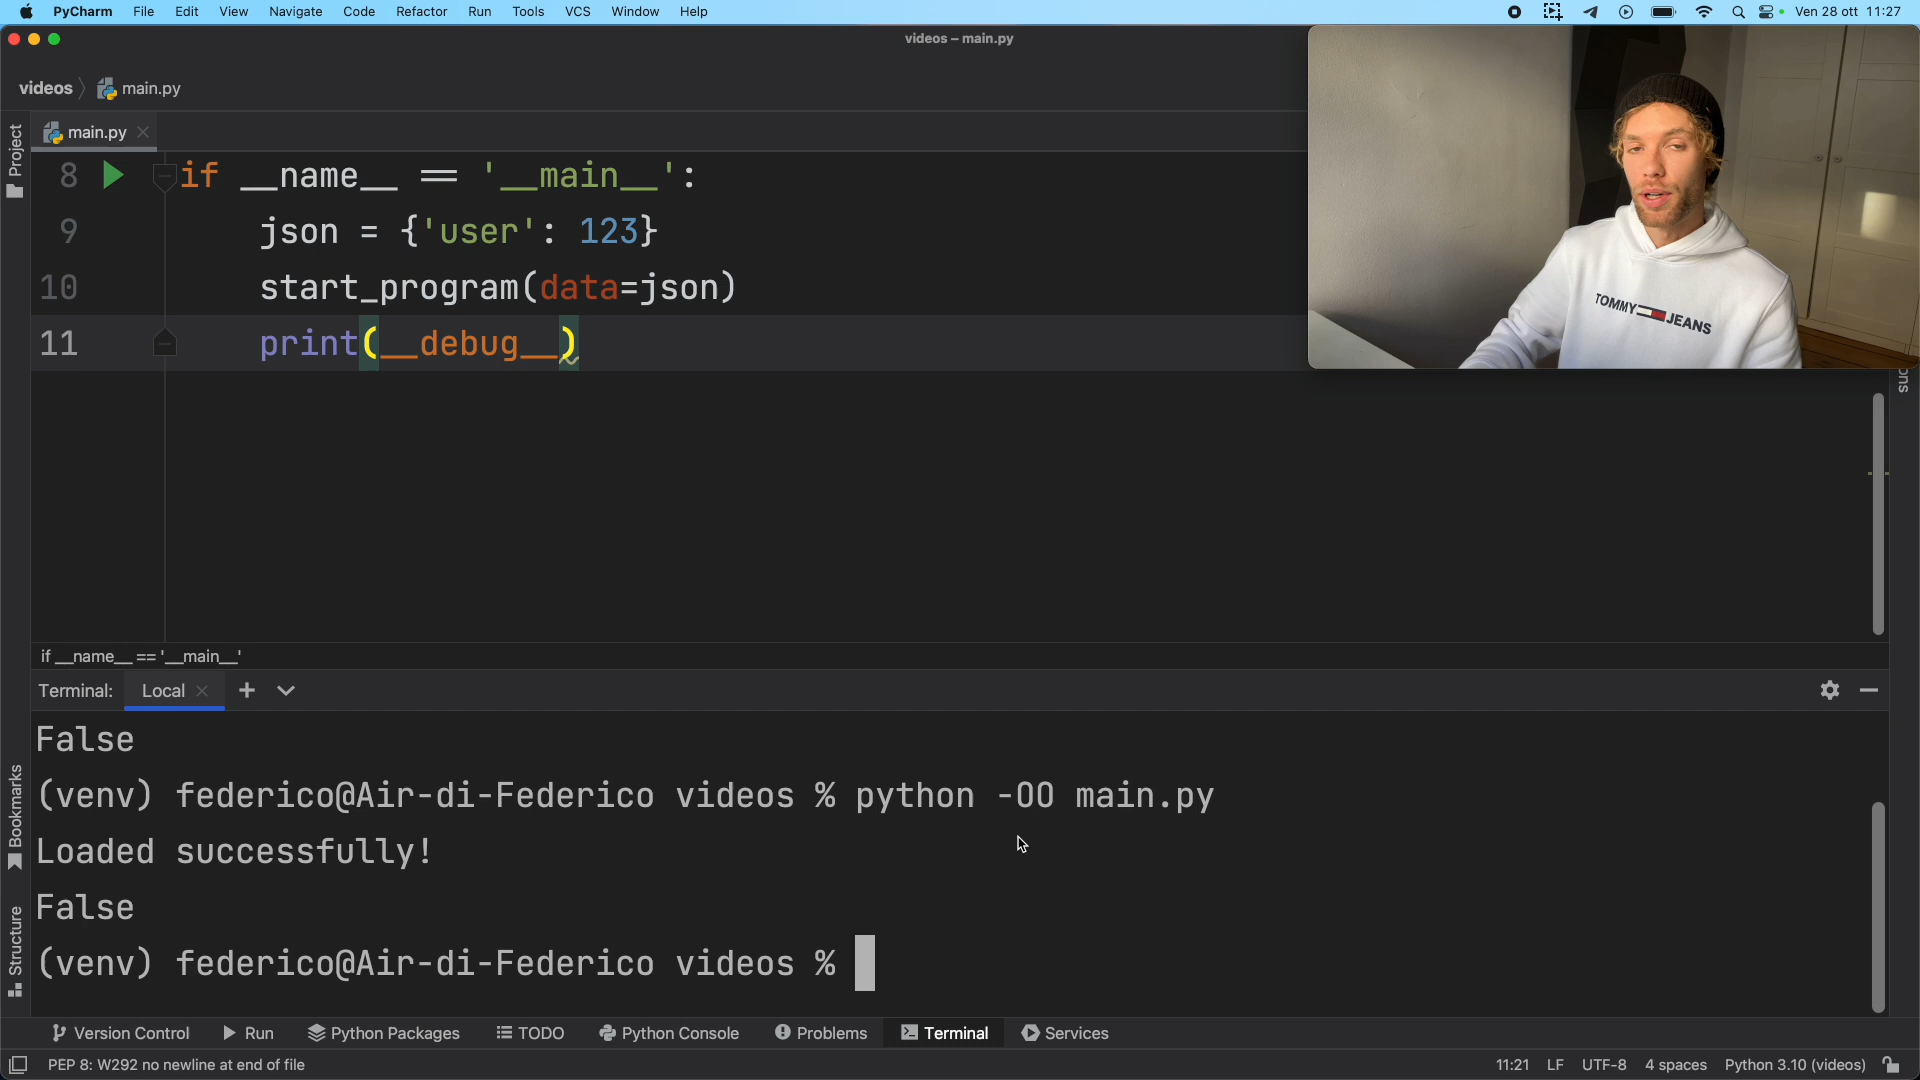 PyCharm File Edit View Navigate Code Refactor Run Tools VCS Window Help Ven 28 ott 11:27
videos – main.py
videos main.py
Project
main.py
8 if __name__ == '__main__':
9 json = {'user': 123}
10 start_program(data=json)
11 print(__debug__)
TOMMY JEANS
if __name__ == '__main__'
Terminal: Local
False
(venv) federico@Air-di-Federico videos % python -OO main.py
Loaded successfully!
False
(venv) federico@Air-di-Federico videos %
Bookmarks
Structure
Version Control Run Python Packages TODO Python Console Problems Terminal Services
PEP 8: W292 no newline at end of file 11:21 LF UTF-8 4 spaces Python 3.10 (videos)